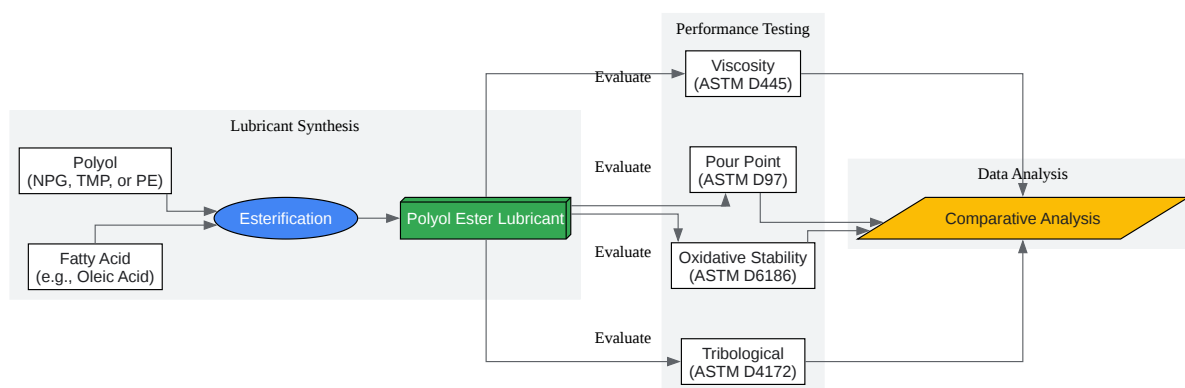 Performance Testing
Viscosity
(ASTM D445)
Evaluate
Lubricant Synthesis
Polyol
(NPG, TMP, or PE)
Evaluate
Pour Point
(ASTM D97)
Data Analysis
Esterification
Polyol Ester Lubricant
Comparative Analysis
Fatty Acid
(e.g., Oleic Acid)
Evaluate
Oxidative Stability
(ASTM D6186)
Evaluate
Tribological
(ASTM D4172)